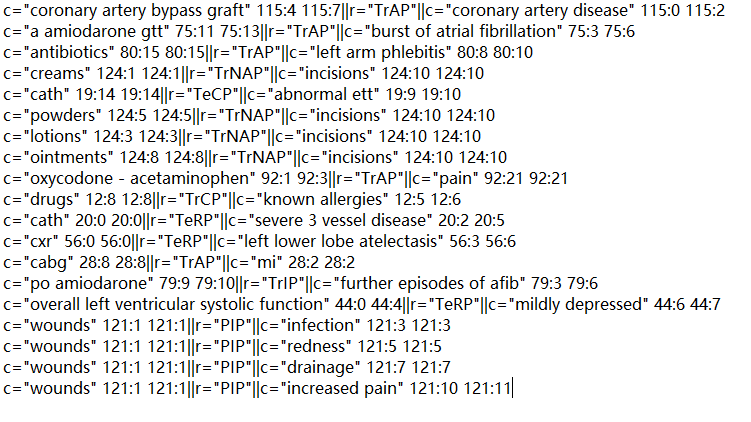 c="coronary artery bypass graft" 115:4 115:7||r="TrAP"||c="coronary artery disease" 115:0 115:2
c="a amiodarone gtt" 75:11 75:13||r="TrAP"||c="burst of atrial fibrillation" 75:3 75:6
c="antibiotics" 80:15 80:15||r="TrAP"||c="left arm phlebitis" 80:8 80:10
c="creams" 124:1 124:1||r="TrNAP"||c="incisions" 124:10 124:10
c="cath" 19:14 19:14||r="TeCP"||c="abnormal ett" 19:9 19:10
c="powders" 124:5 124:5||r="TrNAP"||c="incisions" 124:10 124:10
c="lotions" 124:3 124:3||r="TrNAP"||c="incisions" 124:10 124:10
c="ointments" 124:8 124:8||r="TrNAP"||c="incisions" 124:10 124:10
c="oxycodone - acetaminophen" 92:1 92:3||r="TrAP"||c="pain" 92:21 92:21
c="drugs" 12:8 12:8||r="TrCP"||c="known allergies" 12:5 12:6
c="cath" 20:0 20:0||r="TeRP"||c="severe 3 vessel disease" 20:2 20:5
c="cxr" 56:0 56:0||r="TeRP"||c="left lower lobe atelectasis" 56:3 56:6
c="cabg" 28:8 28:8||r="TrAP"||c="mi" 28:2 28:2
c="po amiodarone" 79:9 79:10||r="TrIP"||c="further episodes of afib" 79:3 79:6
c="overall left ventricular systolic function" 44:0 44:4||r="TeRP"||c="mildly depressed" 44:6 44:7
c="wounds" 121:1 121:1||r="PIP"||c="infection" 121:3 121:3
c="wounds" 121:1 121:1||r="PIP"||c="redness" 121:5 121:5
c="wounds" 121:1 121:1||r="PIP"||c="drainage" 121:7 121:7
c="wounds" 121:1 121:1||r="PIP"||c="increased pain" 121:10 121:11